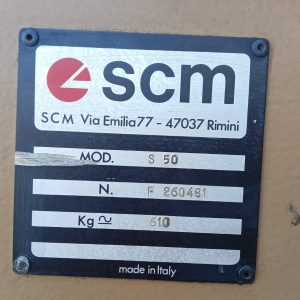 scm
SCM Via Emilia 77 - 47037 Rimini
MOD. S 50
N. F 260481
Kg ≃ 610
made in Italy